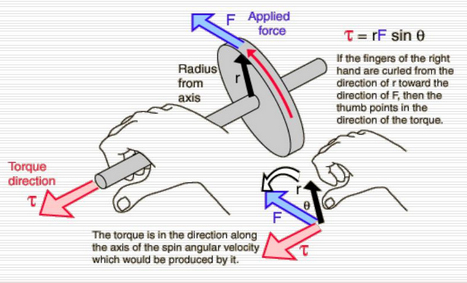 F Applied
force
τ = rF sin θ
Radius
from
axis
r
If the fingers of the right
hand are curled from the
direction of r toward the
direction of F, then the
thumb points in the
direction of the torque.
Torque
direction
τ
r
θ
F
τ
The torque is in the direction along
the axis of the spin angular velocity
which would be produced by it.